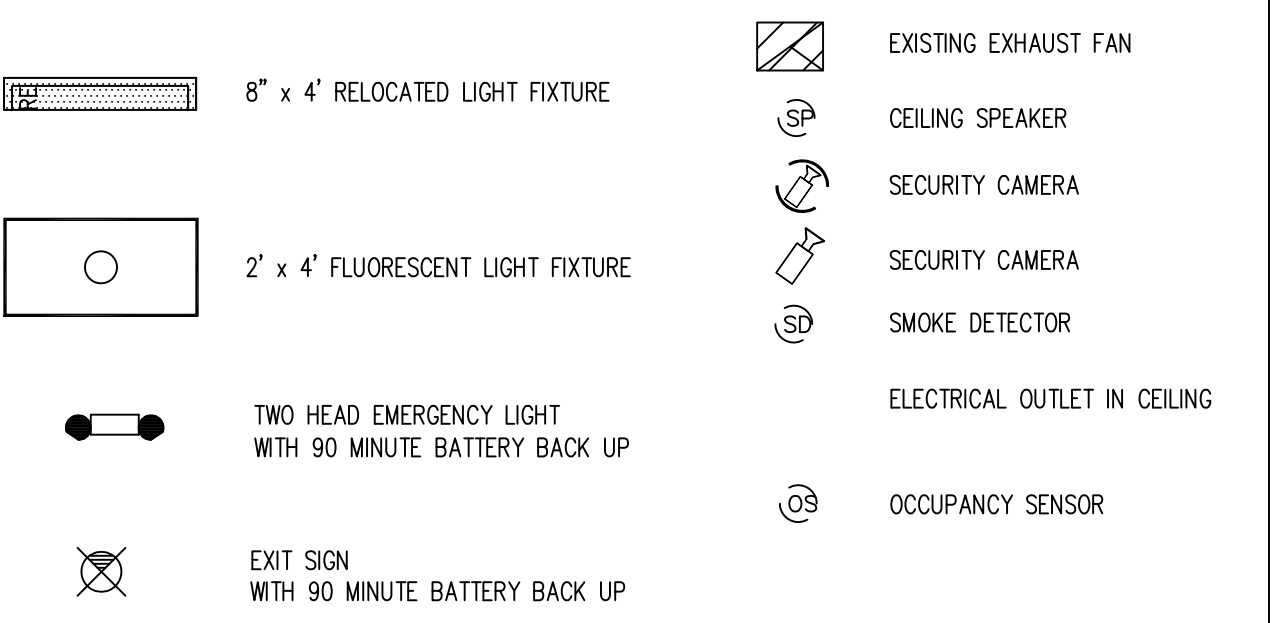 RE
8" x 4' RELOCATED LIGHT FIXTURE
2' x 4' FLUORESCENT LIGHT FIXTURE
TWO HEAD EMERGENCY LIGHT
WITH 90 MINUTE BATTERY BACK UP
EXIT SIGN
WITH 90 MINUTE BATTERY BACK UP
EXISTING EXHAUST FAN
SP
CEILING SPEAKER
SECURITY CAMERA
SECURITY CAMERA
SD
SMOKE DETECTOR
ELECTRICAL OUTLET IN CEILING
OS
OCCUPANCY SENSOR